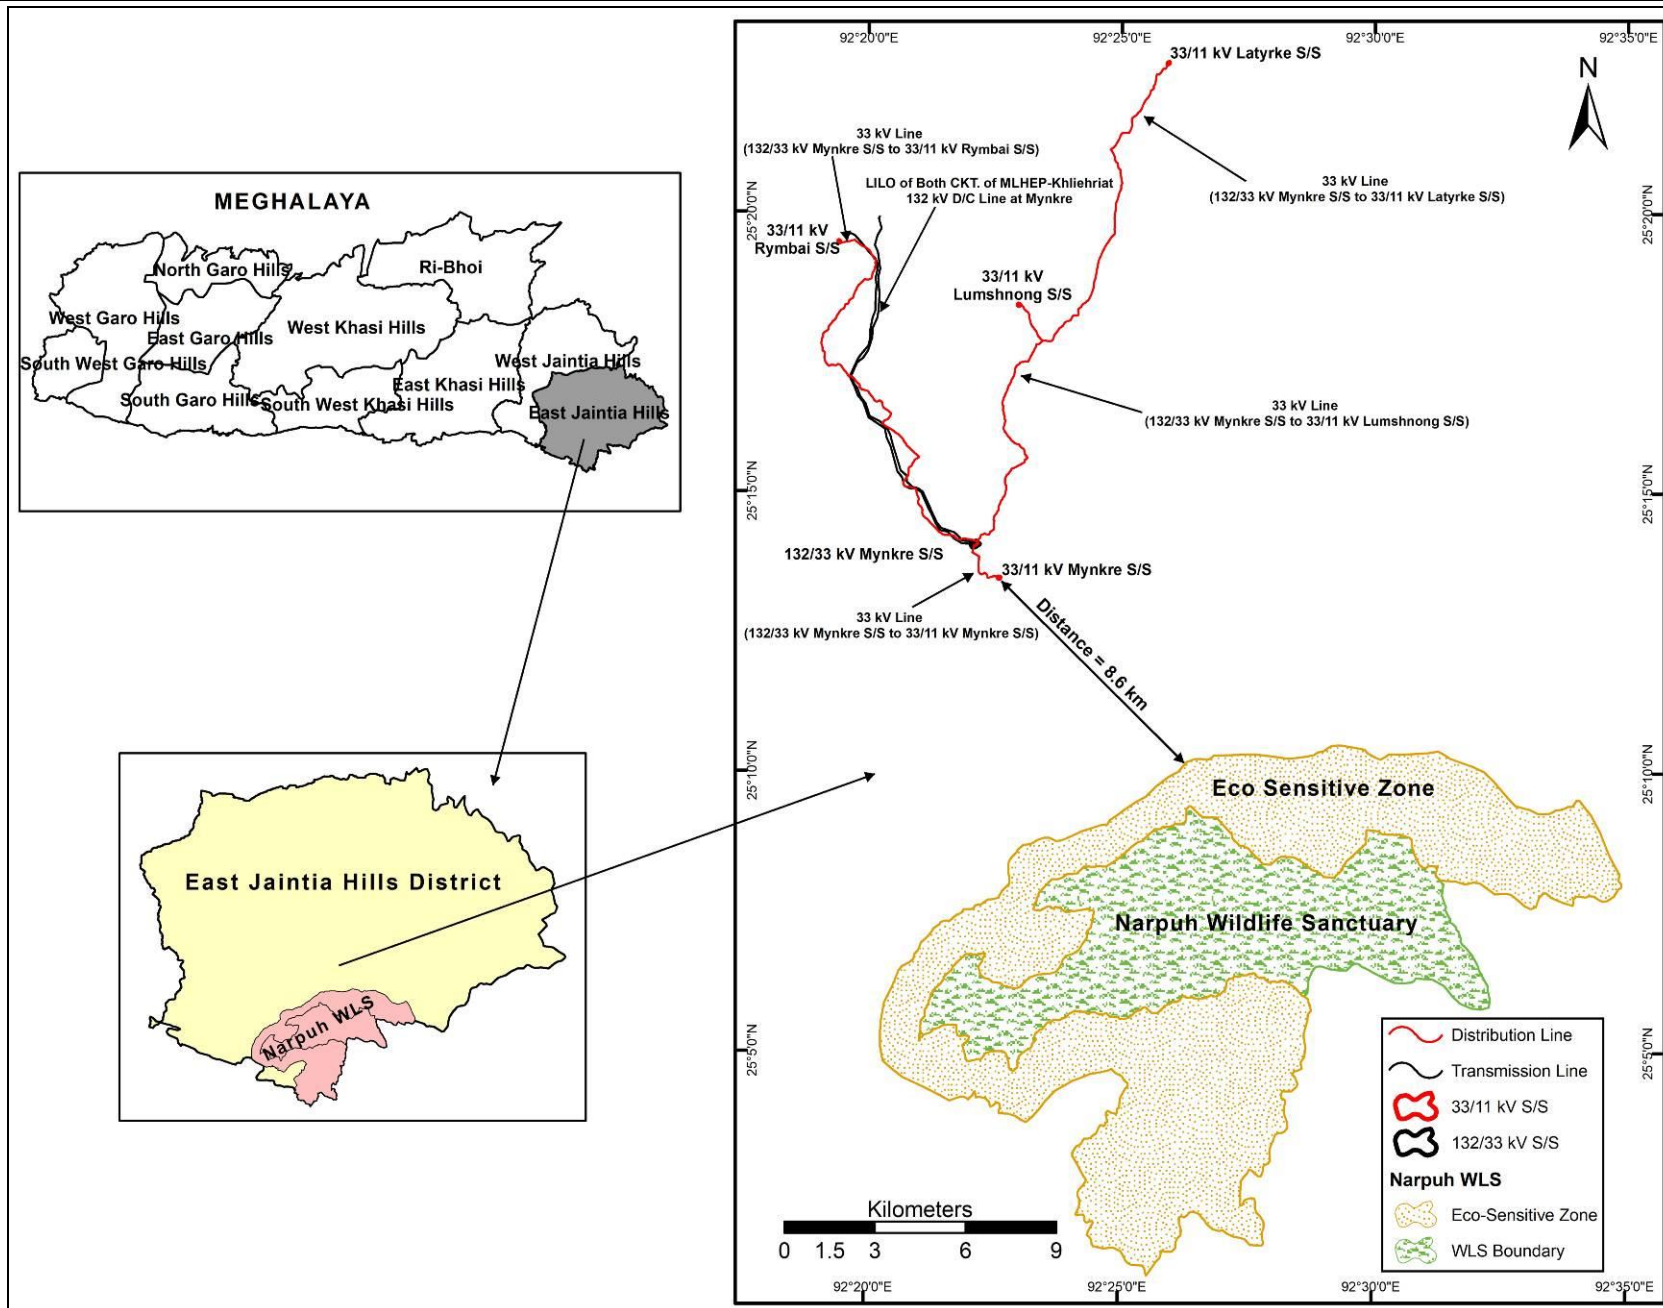 MEGHALAYA
North Garo Hills
Ri-Bhoi
West Garo Hills
East Garo Hills
West Khasi Hills
South West Garo Hills
West Jaintia Hills
South Garo Hills
South West Khasi Hills
East Khasi Hills
East Jaintia Hills
East Jaintia Hills District
Narpuh WLS
92°20'0"E
92°25'0"E
92°30'0"E
92°35'0"E
33/11 kV Latyrke S/S
N
33 kV Line
(132/33 kV Mynkre S/S to 33/11 kV Rymbai S/S)
LILO of Both CKT. of MLHEP-Khliehriat
132 kV D/C Line at Mynkre
33 kV Line
(132/33 kV Mynkre S/S to 33/11 kV Latyrke S/S)
25°20'0"N
25°20'0"N
33/11 kV
Rymbai S/S
33/11 kV
Lumshnong S/S
33 kV Line
(132/33 kV Mynkre S/S to 33/11 kV Lumshnong S/S)
25°15'0"N
25°15'0"N
132/33 kV Mynkre S/S
33/11 kV Mynkre S/S
33 kV Line
(132/33 kV Mynkre S/S to 33/11 kV Mynkre S/S)
Distance = 8.6 km
25°10'0"N
25°10'0"N
Eco Sensitive Zone
Narpuh Wildlife Sanctuary
25°5'0"N
25°5'0"N
Distribution Line
Transmission Line
33/11 kV S/S
132/33 kV S/S
Narpuh WLS
Eco-Sensitive Zone
WLS Boundary
Kilometers
0 1.5 3 6 9
92°20'0"E
92°25'0"E
92°30'0"E
92°35'0"E